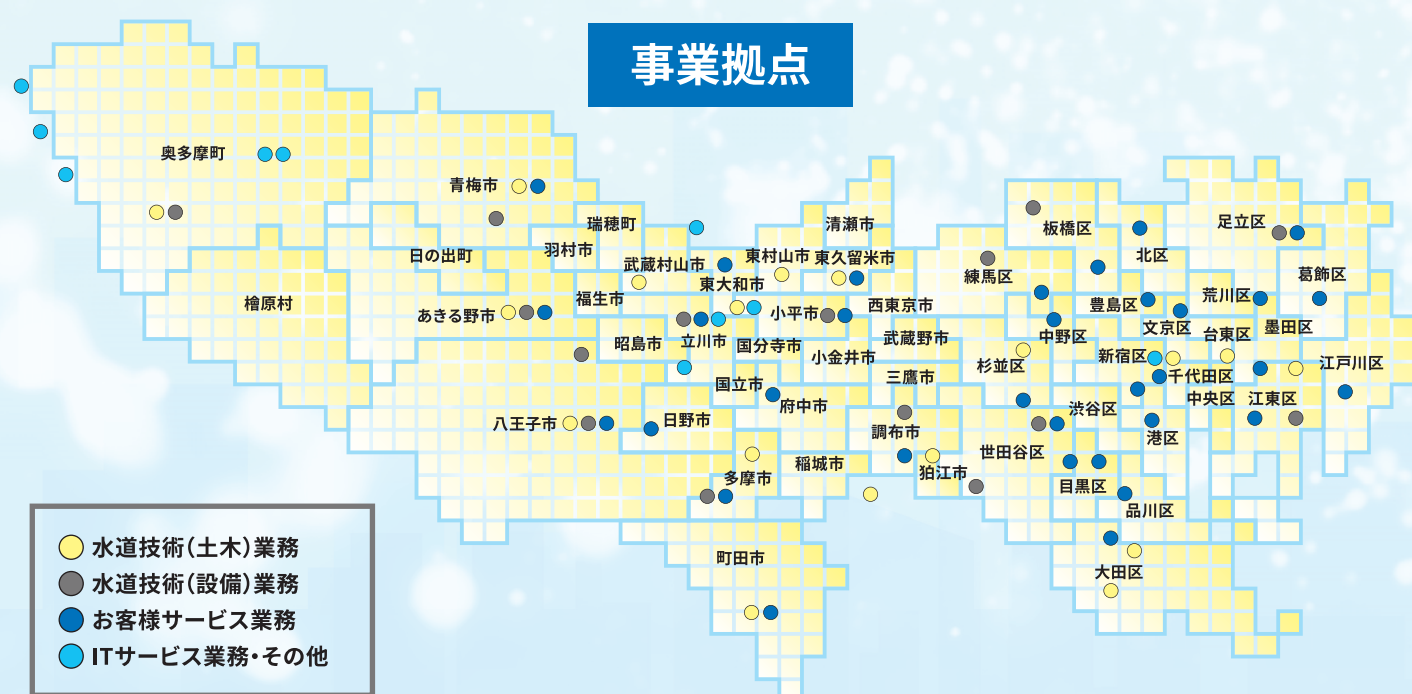 事業拠点
奥多摩町
青梅市
瑞穂町
清瀬市
板橋区
足立区
日の出町
羽村市
武蔵村山市
東村山市
東久留米市
北区
練馬区
葛飾区
檜原村
東大和市
福生市
あきる野市
小平市
西東京市
豊島区
荒川区
文京区
台東区
墨田区
昭島市
立川市
国分寺市
小金井市
武蔵野市
中野区
杉並区
新宿区
千代田区
江戸川区
国立市
三鷹市
府中市
中央区
江東区
八王子市
日野市
調布市
渋谷区
港区
多摩市
稲城市
狛江市
世田谷区
目黒区
品川区
町田市
大田区
水道技術(土木)業務
水道技術(設備)業務
お客様サービス業務
ITサービス業務・その他